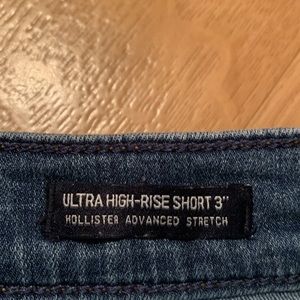 ULTRA HIGH-RISE SHORT 3"
HOLLISTER ADVANCED STRETCH